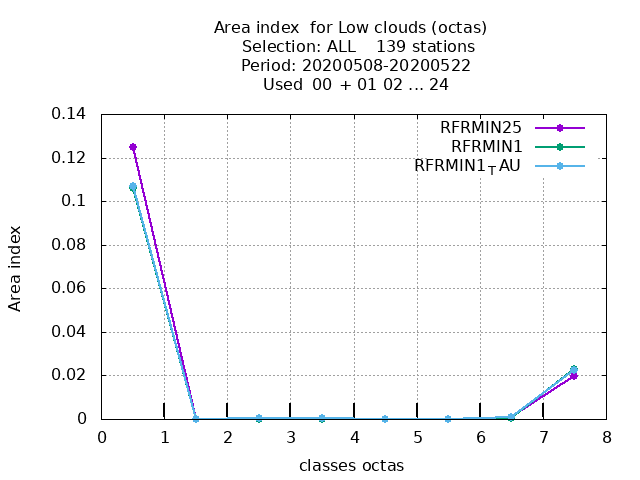 Area index  for Low clouds (octas)
Selection: ALL    139 stations
Period: 20200508-20200522
Used  00 + 01 02 ... 24
RFRMIN25
RFRMIN1
RFRMIN1TAU
0.14
0.12
0.1
0.08
0.06
0.04
0.02
0
Area index
0 1 2 3 4 5 6 7 8
classes octas